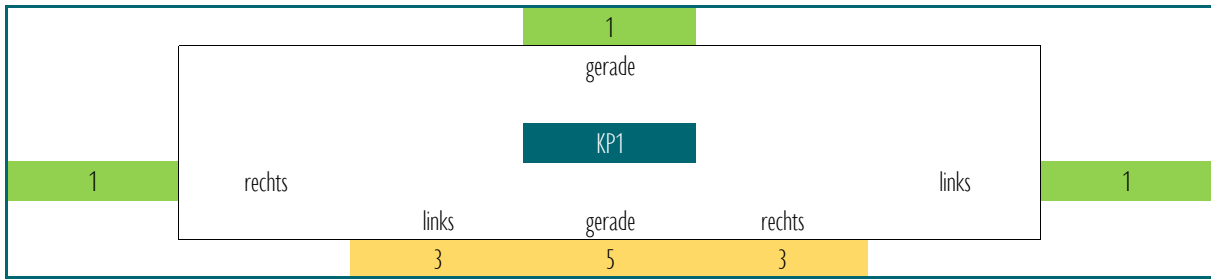 1
gerade
KP1
1 rechts links 1
links gerade rechts
3 5 3